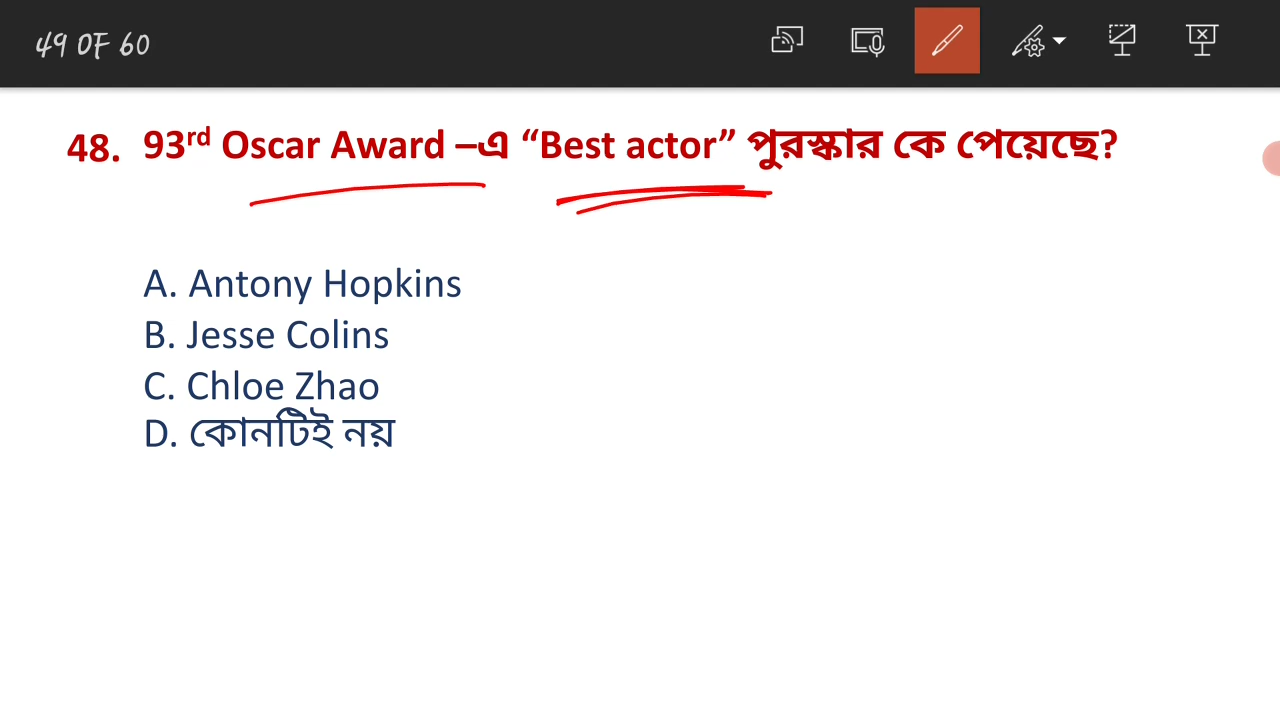 49 OF 60
48. 93rd Oscar Award –এ “Best actor” পুরস্কার কে পেয়েছে?
A. Antony Hopkins
B. Jesse Colins
C. Chloe Zhao
D. কোনটিই নয়